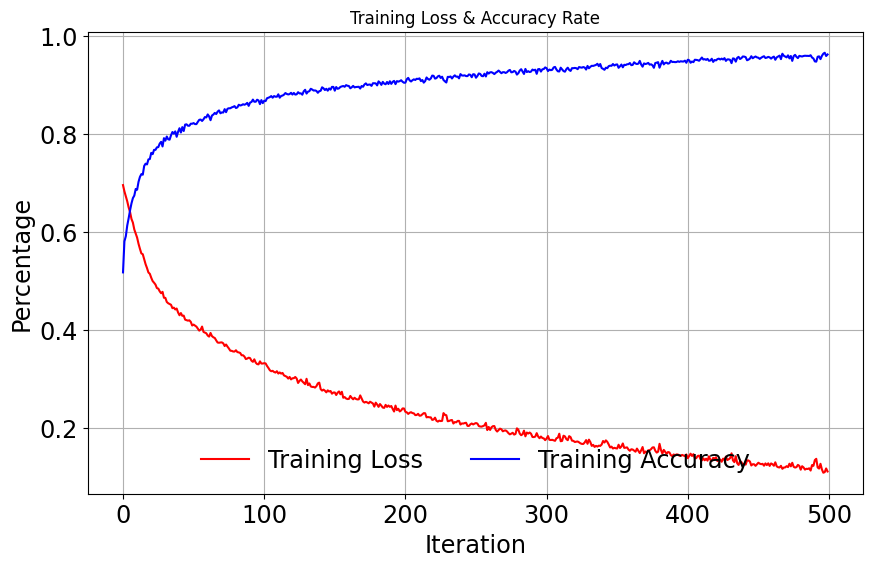 Training Loss & Accuracy Rate
1.0
0.8
0.6
0.4
0.2
Percentage
Training Loss Training Accuracy
0 100 200 300 400 500
Iteration